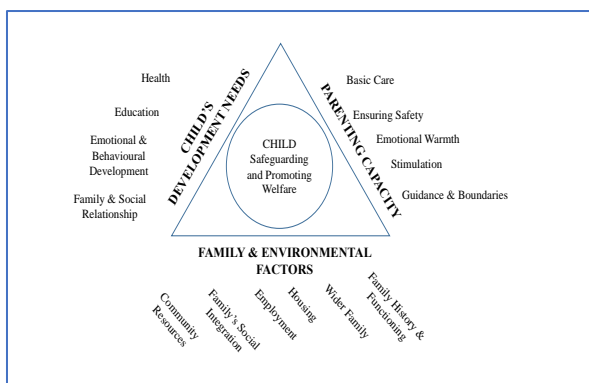 Health
Education
Emotional &
Behavioural
Development
Family & Social
Relationship
CHILD'S
DEVELOPMENT NEEDS
CHILD
Safeguarding
and Promoting
Welfare
PARENTING CAPACITY
Basic Care
Ensuring Safety
Emotional Warmth
Stimulation
Guidance & Boundaries
FAMILY & ENVIRONMENTAL
FACTORS
Community
Resources
Family's Social
Integration
Employment
Housing
Wider Family
Family History &
Functioning